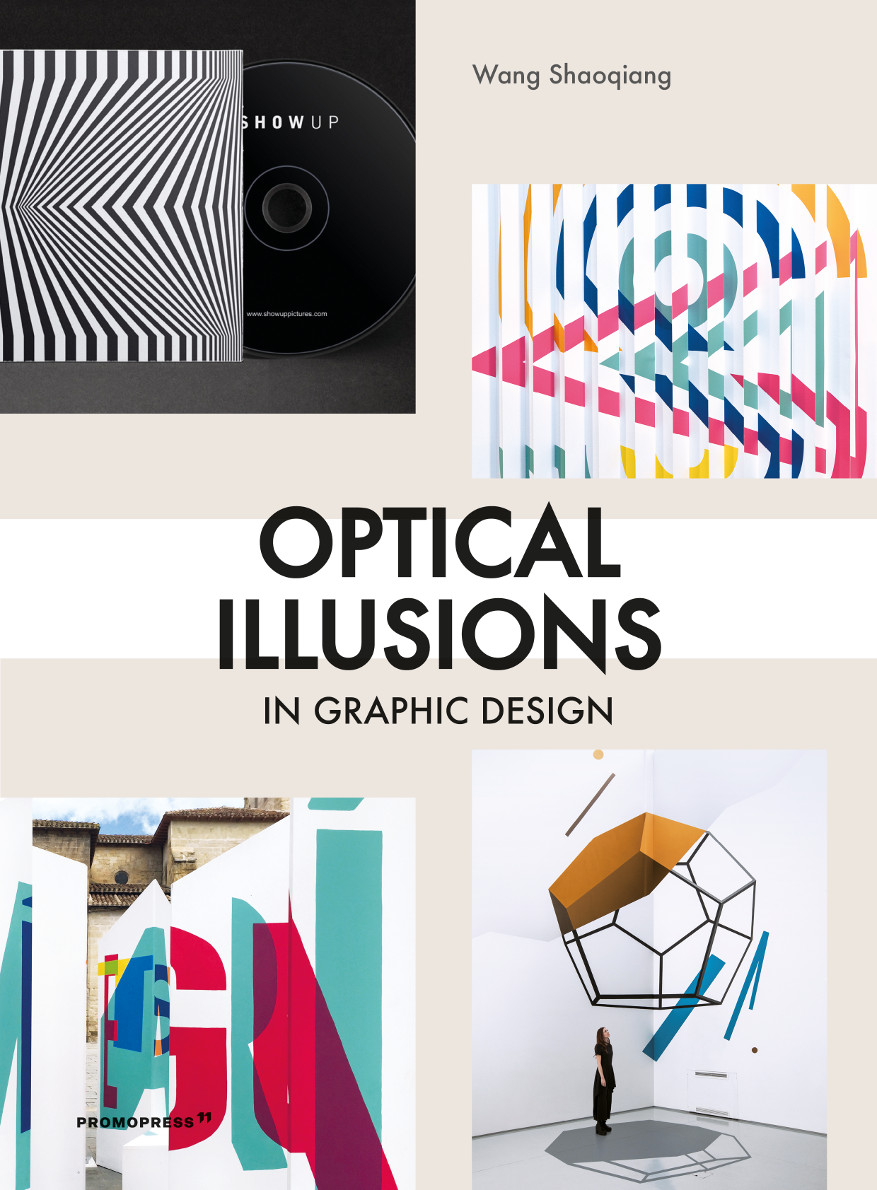 SHOWUP
www.showuppictures.com
Wang Shaoqiang
OPTICAL
ILLUSIONS
IN GRAPHIC DESIGN
PROMOPRESS